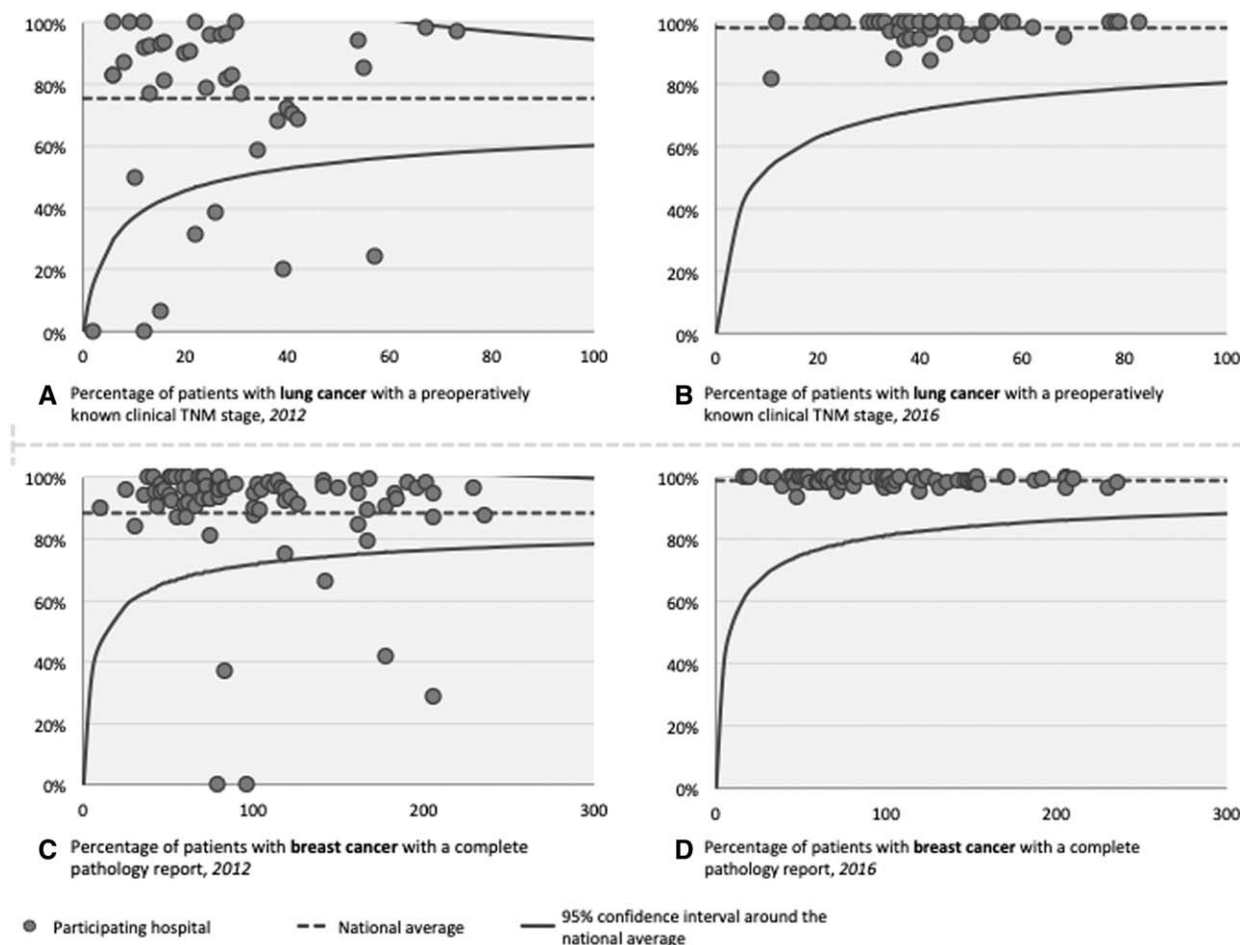 100%
80%
60%
40%
20%
0%
0 20 40 60 80 100
A Percentage of patients with lung cancer with a preoperatively
known clinical TNM stage, 2012
100%
80%
60%
40%
20%
0%
0 20 40 60 80 100
B Percentage of patients with lung cancer with a preoperatively
known clinical TNM stage, 2016
100%
80%
60%
40%
20%
0%
0 100 200 300
C Percentage of patients with breast cancer with a complete
pathology report, 2012
100%
80%
60%
40%
20%
0%
0 100 200 300
D Percentage of patients with breast cancer with a complete
pathology report, 2016
Participating hospital
National average
95% confidence interval around the
national average